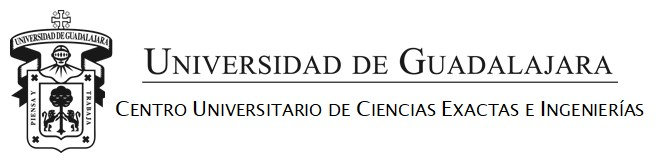 UNIVERSIDAD DE GUADALAJARA
PIENSA Y
TRABAJA
UNIVERSIDAD DE GUADALAJARA
CENTRO UNIVERSITARIO DE CIENCIAS EXACTAS E INGENIERÍAS